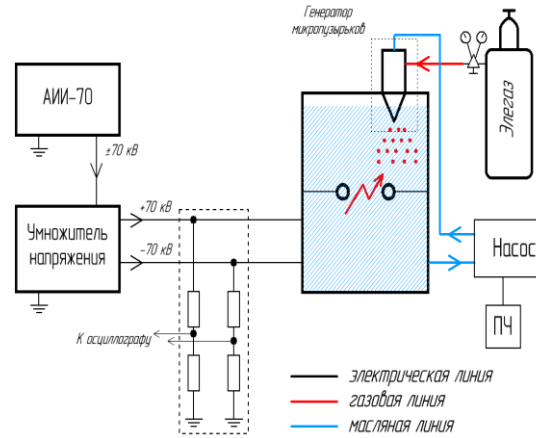 Генератор
микропузырьков
АИИ-70
±70 кВ
Элегаз
Умножитель
напряжения
+70 кВ
-70 кВ
Насос
ПЧ
К осциллографу
электрическая линия
газовая линия
масляная линия